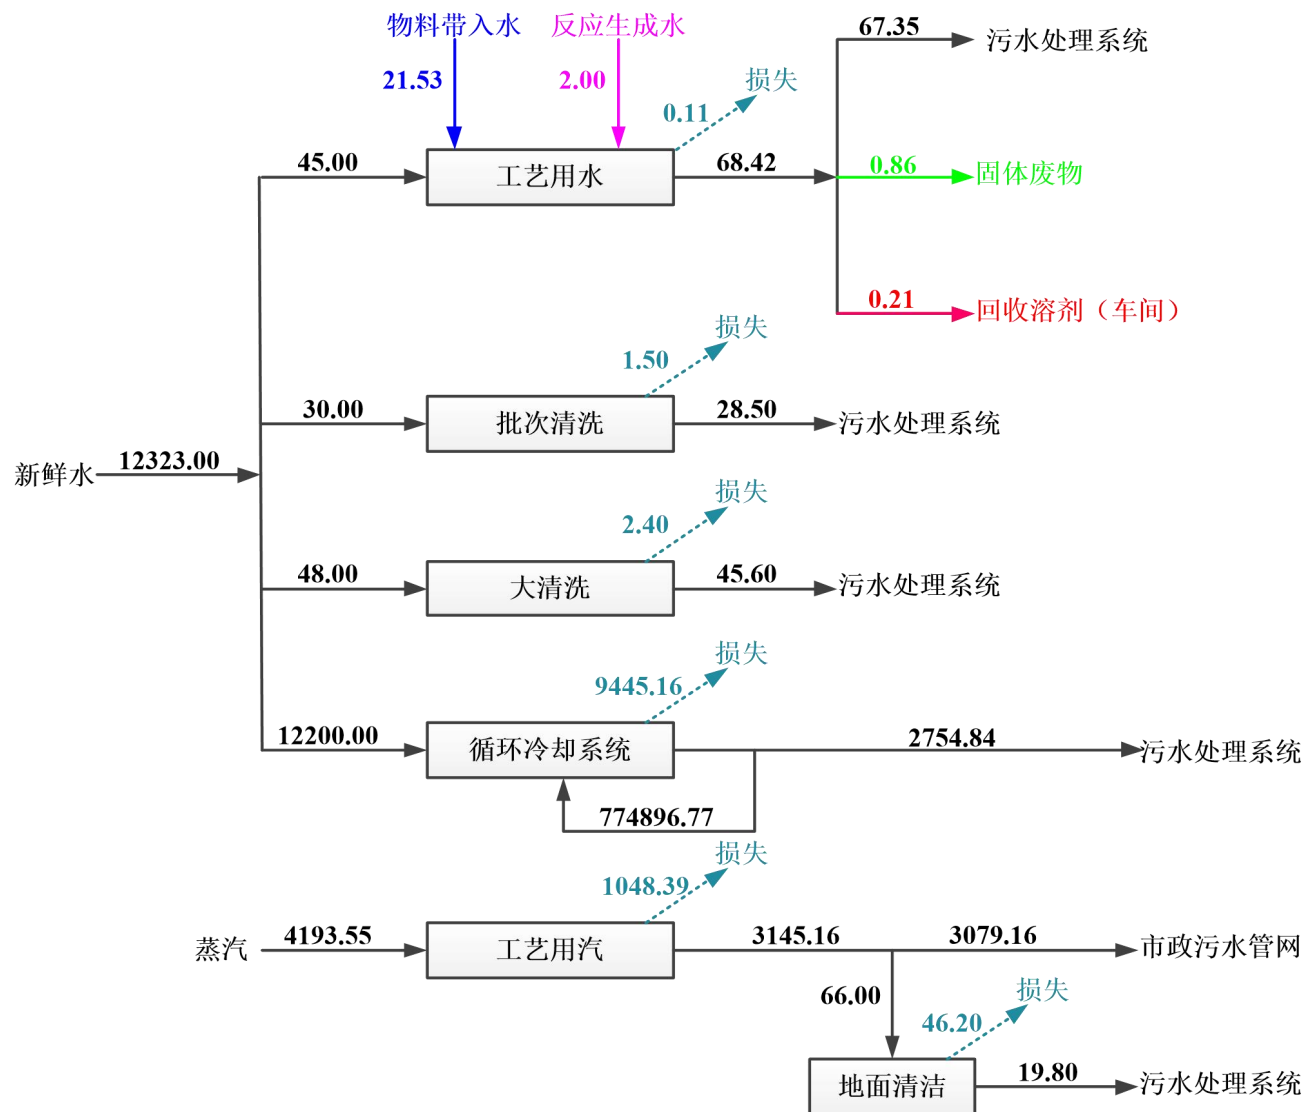 物料带入水
反应生成水
67.35
污水处理系统
21.53
2.00
损失
0.11
45.00
工艺用水
68.42
0.86
固体废物
0.21
回收溶剂（车间）
损失
1.50
30.00
批次清洗
28.50
污水处理系统
新鲜水
12323.00
损失
2.40
48.00
大清洗
45.60
污水处理系统
损失
9445.16
12200.00
循环冷却系统
2754.84
污水处理系统
774896.77
损失
1048.39
蒸汽
4193.55
工艺用汽
3145.16
3079.16
市政污水管网
66.00
损失
46.20
地面清洁
19.80
污水处理系统